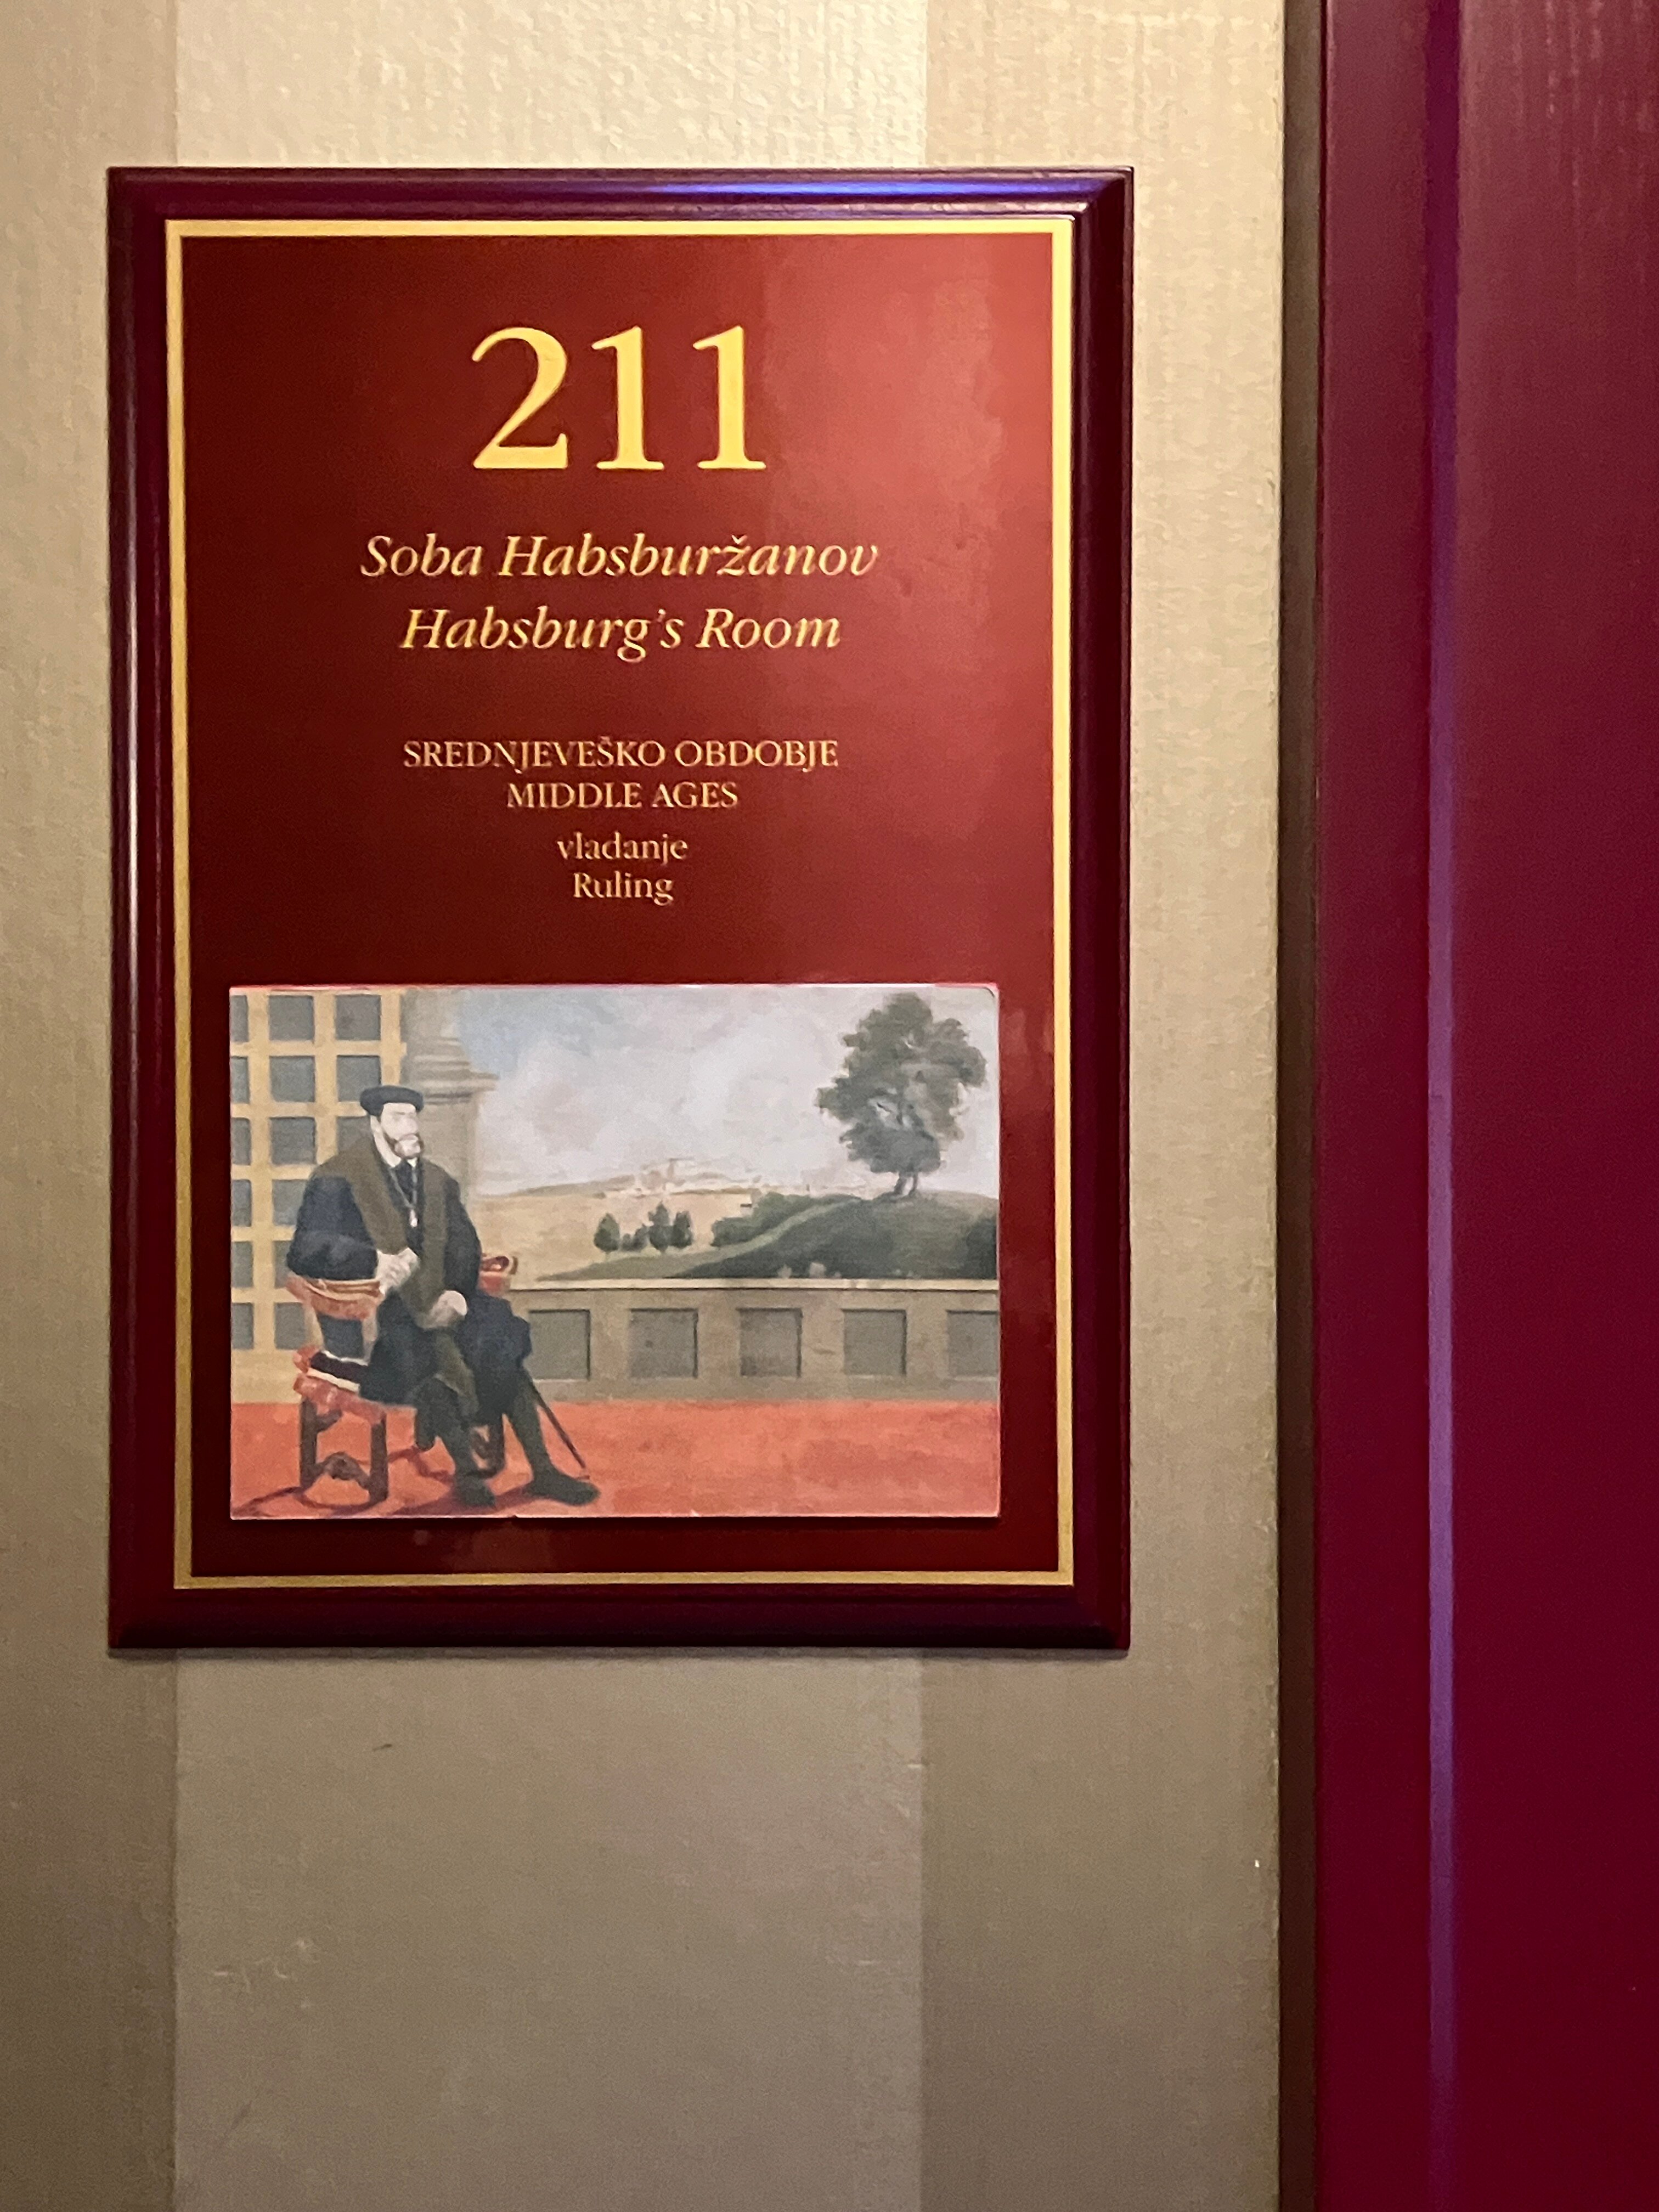 211
Soba Habsburžanov
Habsburg's Room
SREDNJEVEŠKO OBDOBJE
MIDDLE AGES
vladanje
Ruling